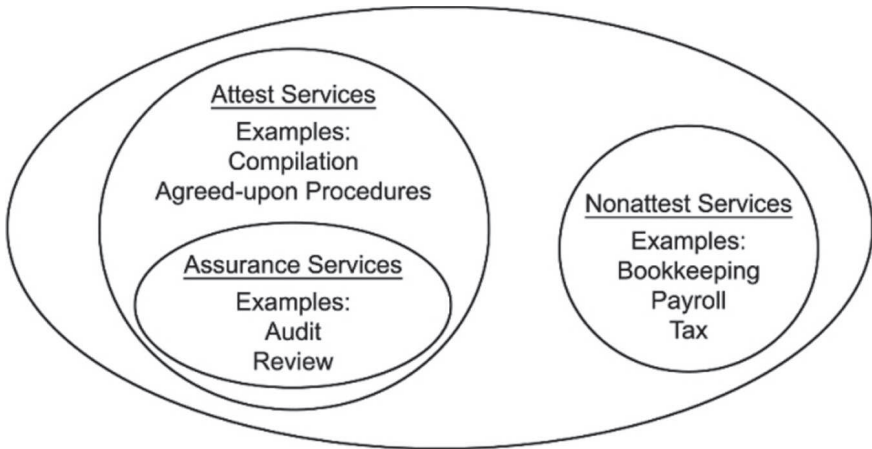 Attest Services
Examples:
Compilation
Agreed-upon Procedures
Assurance Services
Examples:
Audit
Review
Nonattest Services
Examples:
Bookkeeping
Payroll
Tax